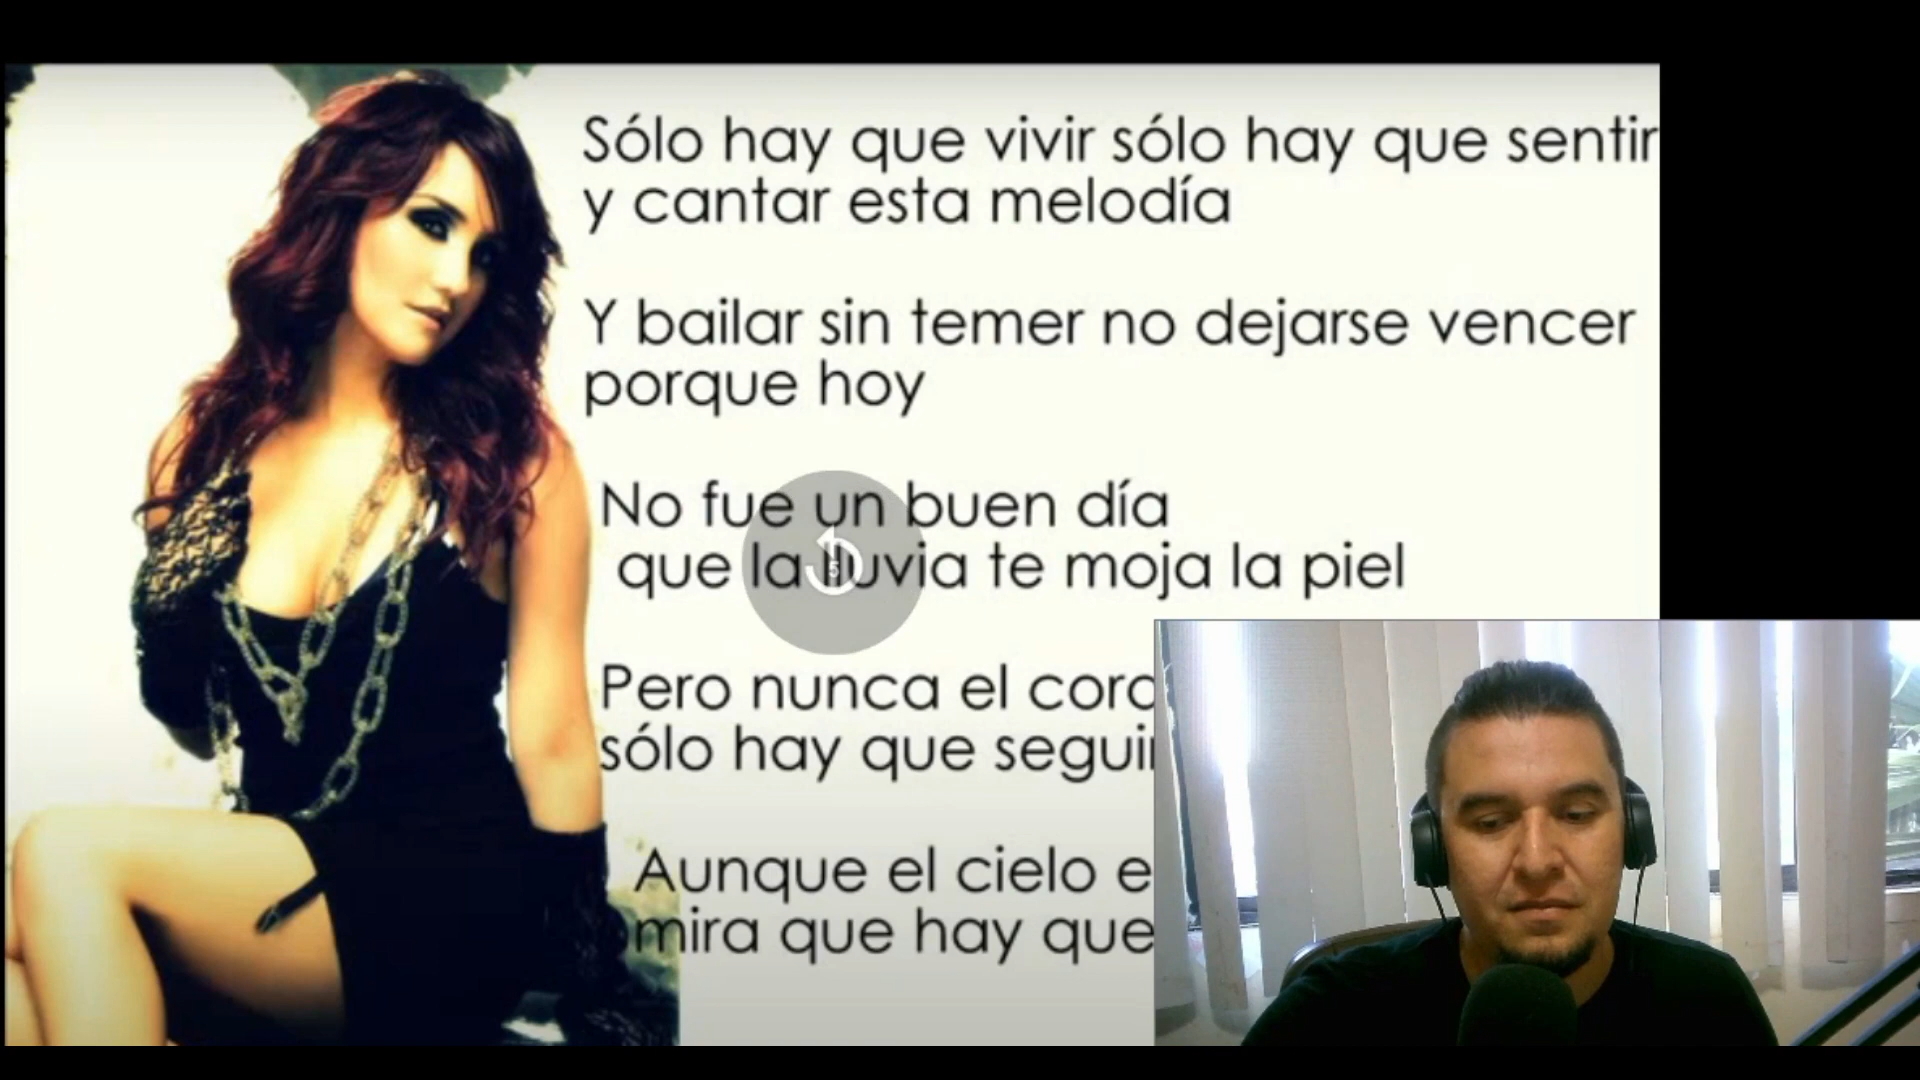 Sólo hay que vivir sólo hay que sentir
y cantar esta melodía
Y bailar sin temer no dejarse vencer
porque hoy
No fue un buen día
que la lluvia te moja la piel
5
Pero nunca el
sólo hay que
Aunque el cielo
mira que hay que